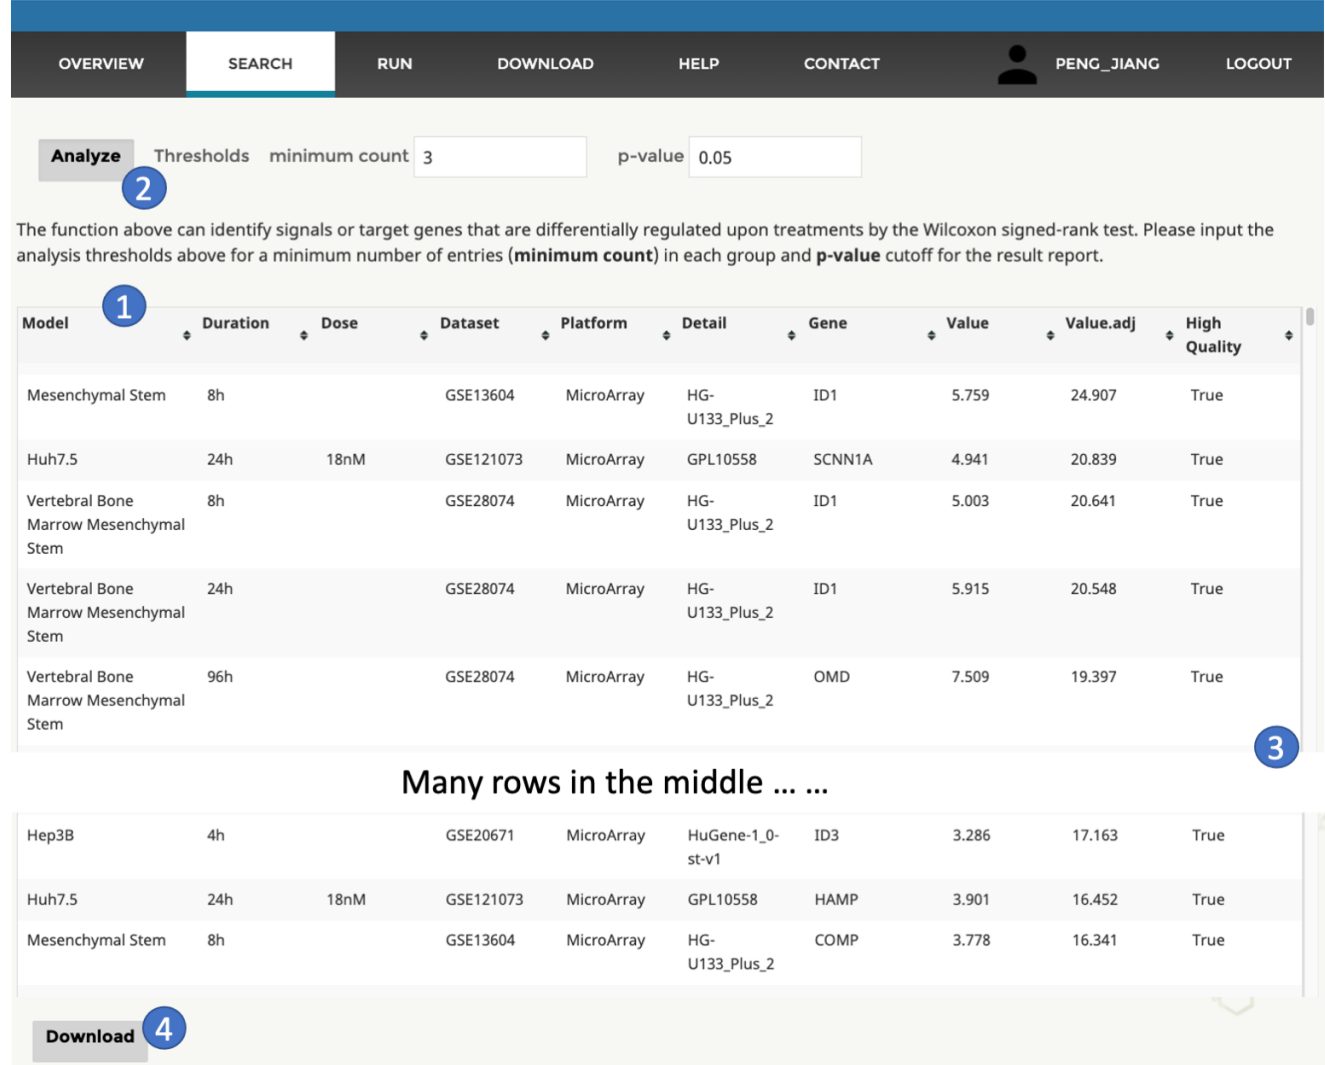 OVERVIEW SEARCH RUN DOWNLOAD HELP CONTACT PENG_JIANG LOGOUT
Analyze Thresholds minimum count 3 p-value 0.05
2
The function above can identify signals or target genes that are differentially regulated upon treatments by the Wilcoxon signed-rank test. Please input the
analysis thresholds above for a minimum number of entries (minimum count) in each group and p-value cutoff for the result report.
1
Model Duration Dose Dataset Platform Detail Gene Value Value.adj High
Quality
Mesenchymal Stem 8h GSE13604 MicroArray HG- ID1 5.759 24.907 True
U133_Plus_2
Huh7.5 24h 18nM GSE121073 MicroArray GPL10558 SCNN1A 4.941 20.839 True
Vertebral Bone 8h GSE28074 MicroArray HG- ID1 5.003 20.641 True
Marrow Mesenchymal U133_Plus_2
Stem
Vertebral Bone 24h GSE28074 MicroArray HG- ID1 5.915 20.548 True
Marrow Mesenchymal U133_Plus_2
Stem
Vertebral Bone 96h GSE28074 MicroArray HG- OMD 7.509 19.397 True
Marrow Mesenchymal U133_Plus_2
Stem
3
Many rows in the middle ... ...
Hep3B 4h GSE20671 MicroArray HuGene-1_0- ID3 3.286 17.163 True
st-v1
Huh7.5 24h 18nM GSE121073 MicroArray GPL10558 HAMP 3.901 16.452 True
Mesenchymal Stem 8h GSE13604 MicroArray HG- COMP 3.778 16.341 True
U133_Plus_2
Download 4